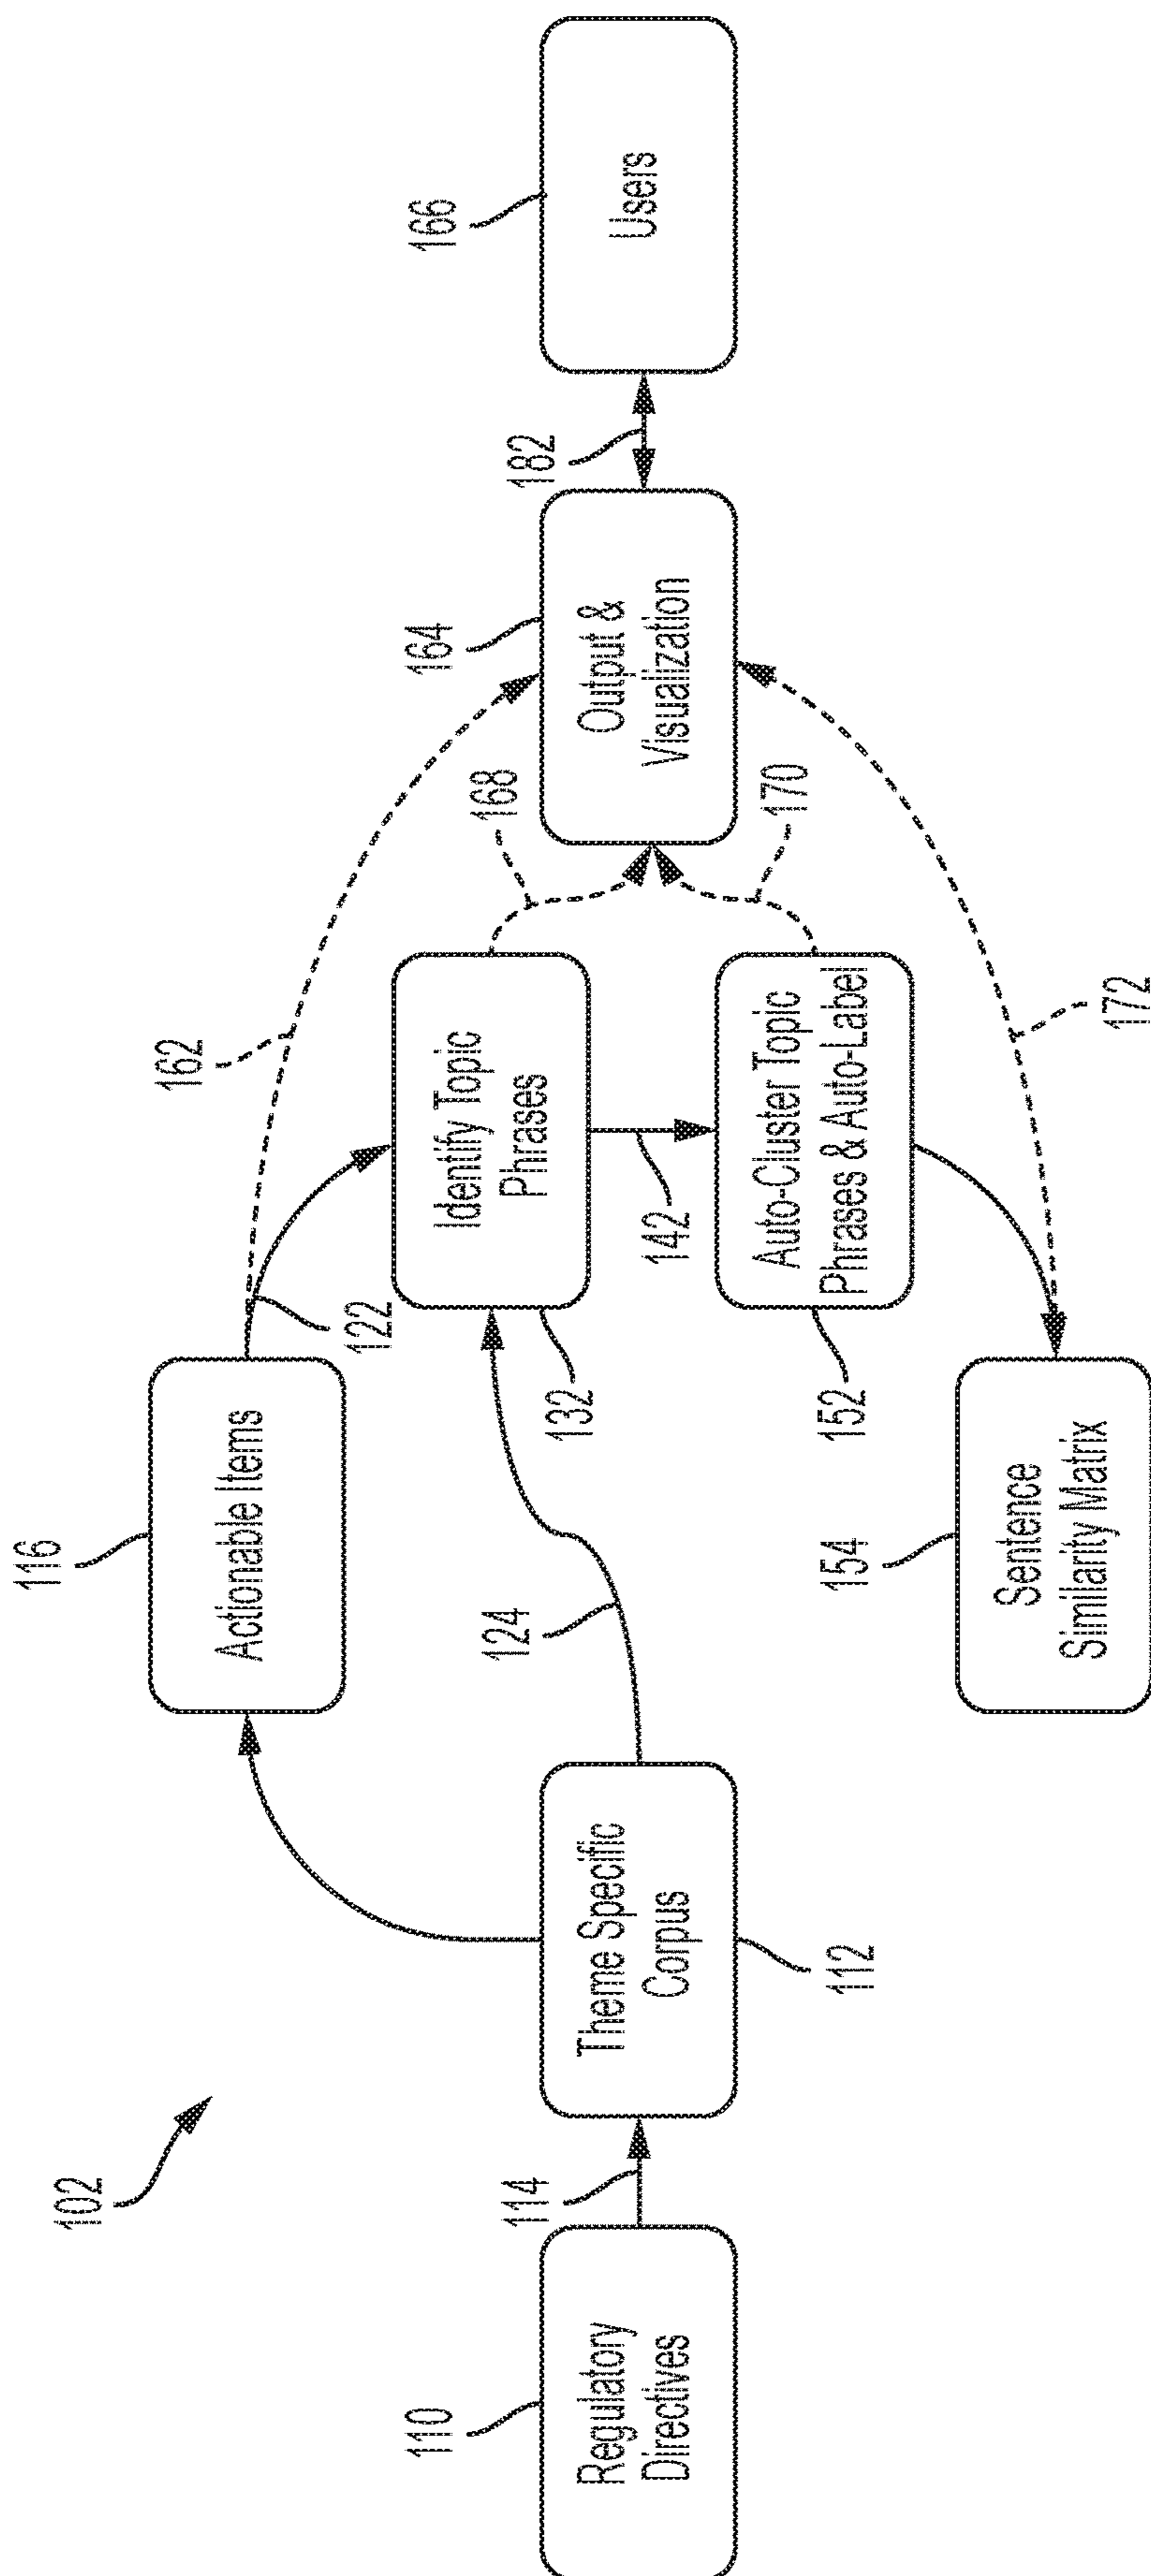 102
110
Regulatory
Directives
114
Theme Specific
Corpus
112
116
Actionable Items
124
122
162
Identify Topic
Phrases
132
142
Auto-Cluster Topic
Phrases & Auto-Label
152
154
Sentence
Similarity Matrix
168
170
172
164
Output &
Visualization
182
166
Users